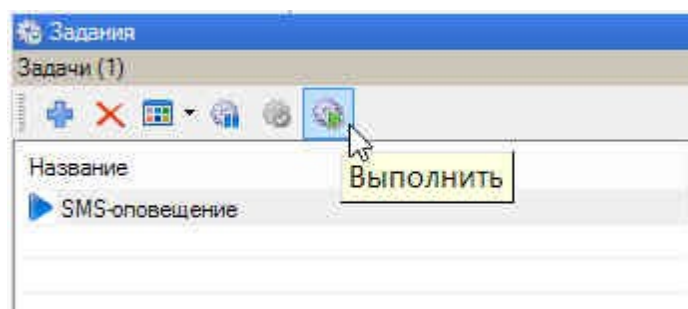 Задания
Задачи (1)
Название
Выполнить
SMS-оповещение